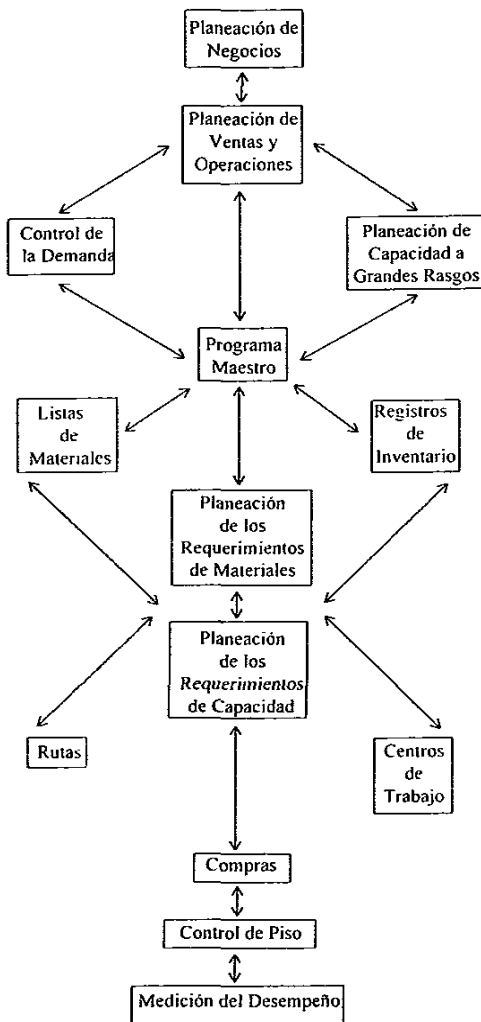 Planeación de
Negocios
Planeación de
Ventas y
Operaciones
Control de
la Demanda
Planeación de
Capacidad a
Grandes Rasgos
Programa
Maestro
Listas
de
Materiales
Registros
de
Inventario
Planeación
de los
Requerimientos
de Materiales
Planeación
de los
Requerimientos
de Capacidad
Rutas
Centros
de
Trabajo
Compras
Control de Piso
Medición del Desempeño